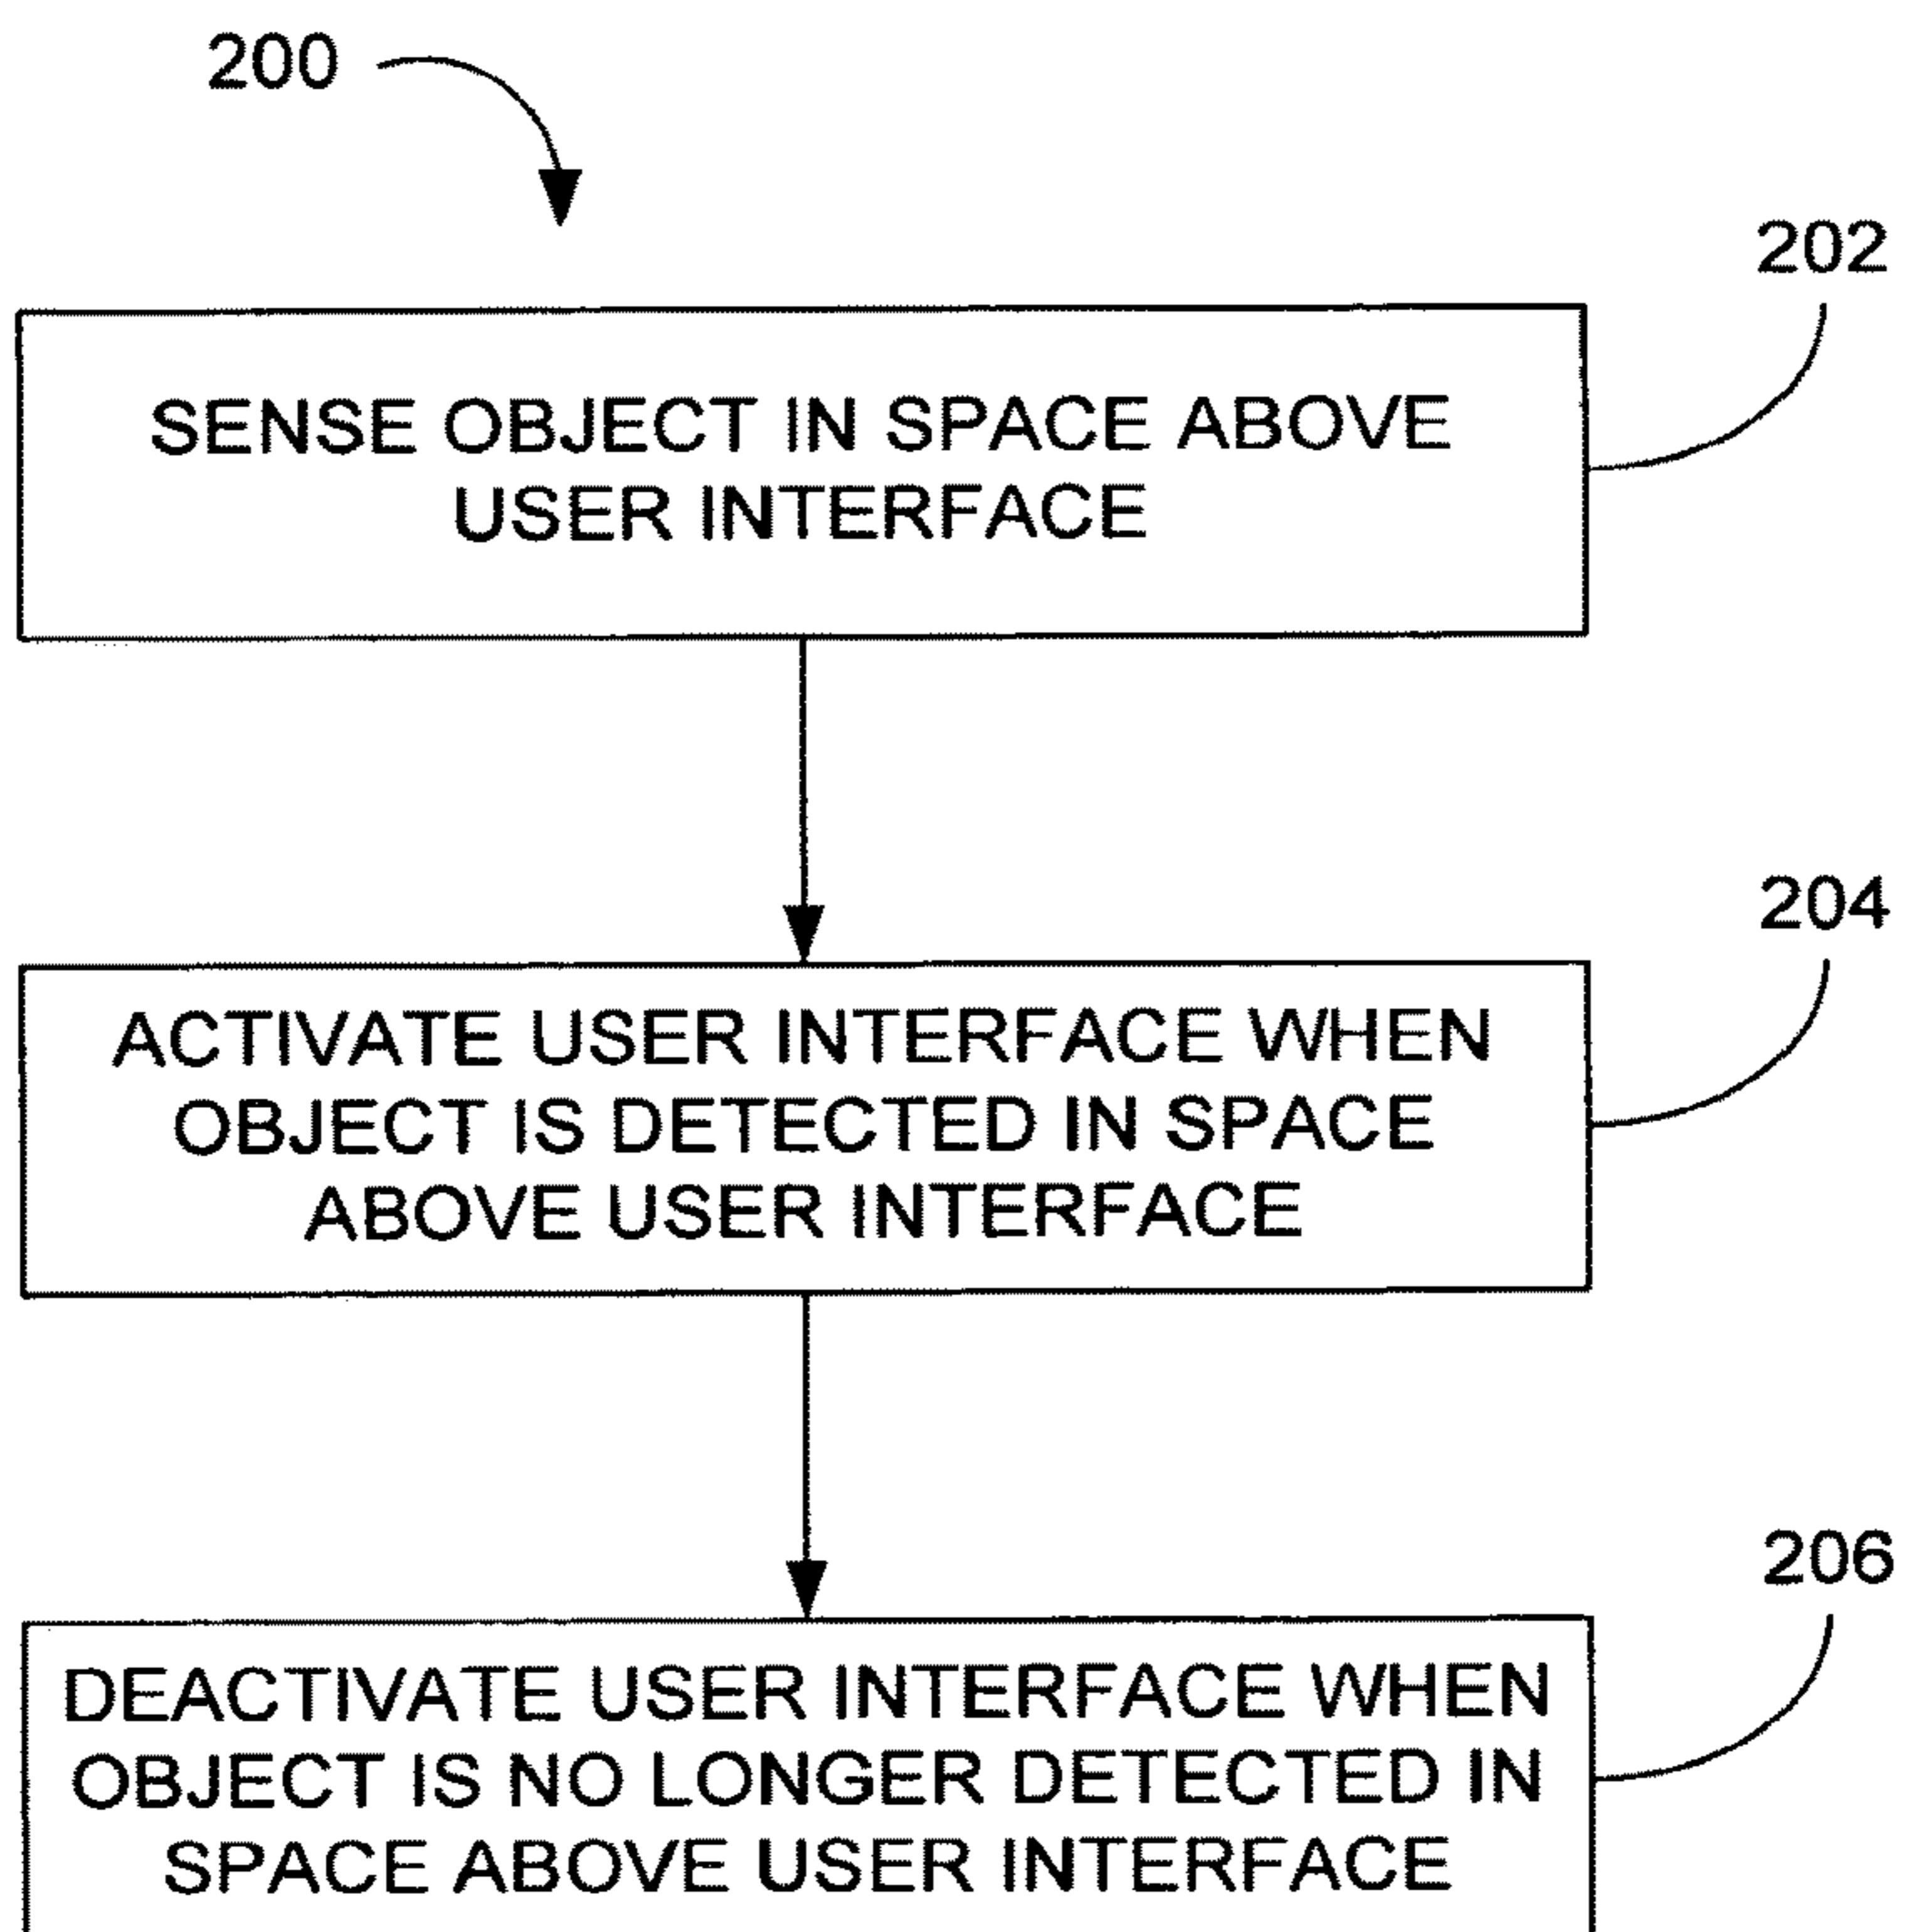 200
202
SENSE OBJECT IN SPACE ABOVE
USER INTERFACE
204
ACTIVATE USER INTERFACE WHEN
OBJECT IS DETECTED IN SPACE
ABOVE USER INTERFACE
206
DEACTIVATE USER INTERFACE WHEN
OBJECT IS NO LONGER DETECTED IN
SPACE ABOVE USER INTERFACE